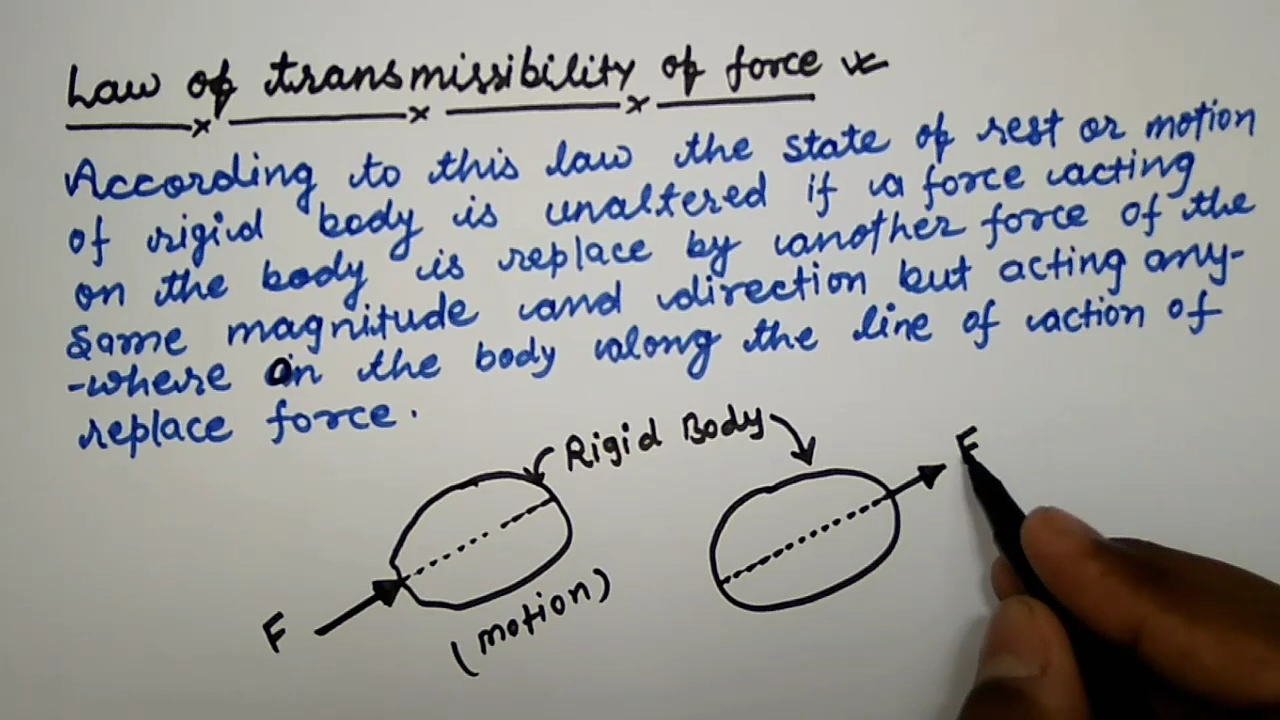 Law of transmissibility of force
According to this law the state of rest or motion
of rigid body is unaltered if a force acting
on the body is replace by another force of the
Same magnitude and direction but acting any-
-where on the body along the line of action of
replace force.
Rigid Body
F
F
(motion)